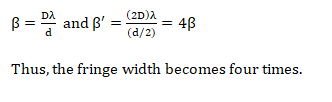 β = Dλ/d and β′ = (2D)λ/(d/2) = 4β
Thus, the fringe width becomes four times.